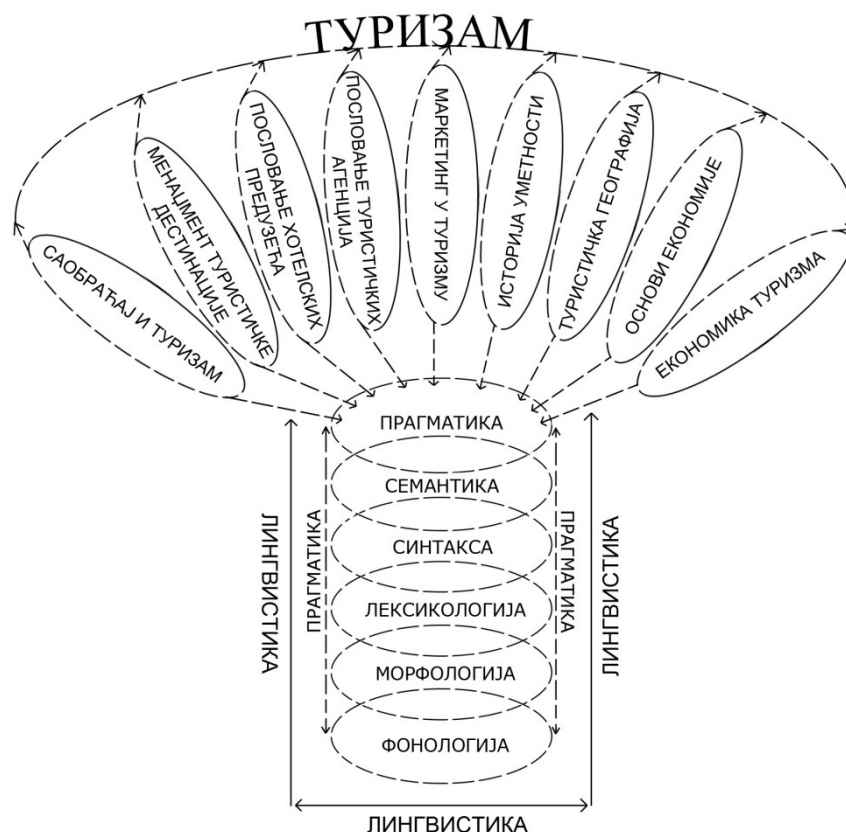 ТУРИЗАМ
САОБРАЋАЈ И ТУРИЗАМ
МЕНАЏМЕНТ ТУРИСТИЧКЕ
ДЕСТИНАЦИЈЕ
ПОСЛОВАЊЕ ХОТЕЛСКИХ
ПРЕДУЗЕЋА
ПОСЛОВАЊЕ ТУРИСТИЧКИХ
АГЕНЦИЈА
МАРКЕТИНГ У ТУРИЗМУ
ИСТОРИЈА УМЕТНОСТИ
ТУРИСТИЧКА ГЕОГРАФИЈА
ОСНОВИ ЕКОНОМИЈЕ
ЕКОНОМИКА ТУРИЗМА
ПРАГМАТИКА
СЕМАНТИКА
СИНТАКСА
ЛЕКСИКОЛОГИЈА
МОРФОЛОГИЈА
ФОНОЛОГИЈА
ЛИНГВИСТИКА
ПРАГМАТИКА
ПРАГМАТИКА
ЛИНГВИСТИКА
ЛИНГВИСТИКА